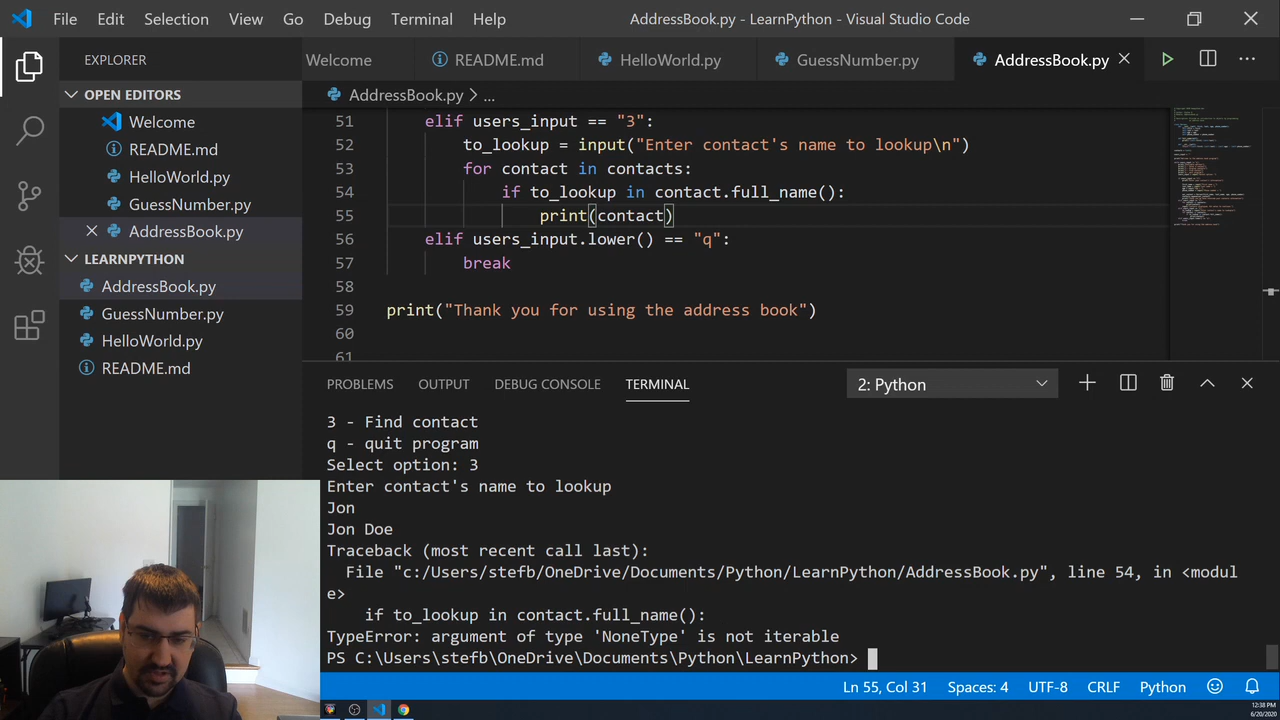 File Edit Selection View Go Debug Terminal Help AddressBook.py - LearnPython - Visual Studio Code
EXPLORER
OPEN EDITORS
Welcome
README.md
HelloWorld.py
GuessNumber.py
AddressBook.py
LEARNPYTHON
AddressBook.py
GuessNumber.py
HelloWorld.py
README.md
Welcome README.md HelloWorld.py GuessNumber.py AddressBook.py
AddressBook.py > ...
51 elif users_input == "3":
52 to_lookup = input("Enter contact's name to lookup\n")
53 for contact in contacts:
54 if to_lookup in contact.full_name():
55 print(contact)
56 elif users_input.lower() == "q":
57 break
58
59 print("Thank you for using the address book")
60
61
PROBLEMS OUTPUT DEBUG CONSOLE TERMINAL 2: Python
3 - Find contact
q - quit program
Select option: 3
Enter contact's name to lookup
Jon
Jon Doe
Traceback (most recent call last):
File "c:/Users/stefb/OneDrive/Documents/Python/LearnPython/AddressBook.py", line 54, in <modul
e>
if to_lookup in contact.full_name():
TypeError: argument of type 'NoneType' is not iterable
PS C:\Users\stefb\OneDrive\Documents\Python\LearnPython>
Ln 55, Col 31 Spaces: 4 UTF-8 CRLF Python
12:38 PM
6/20/2020